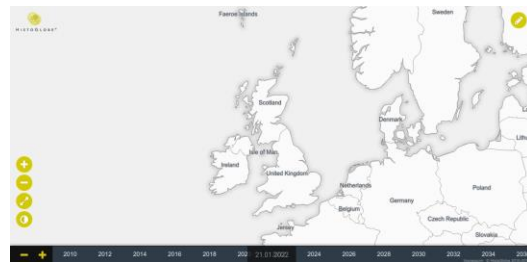 Faeroe Islands
Sweden
HISTOGLOBE
Scotland
Denmark
Isle of Man
Ireland
United Kingdom
Netherlands
Poland
Germany
Belgium
Czech Republic
Jersey
Slovakia
2010 2012 2014 2016 2018 202 21.01.2022 2024 2026 2028 2030 2032 2034